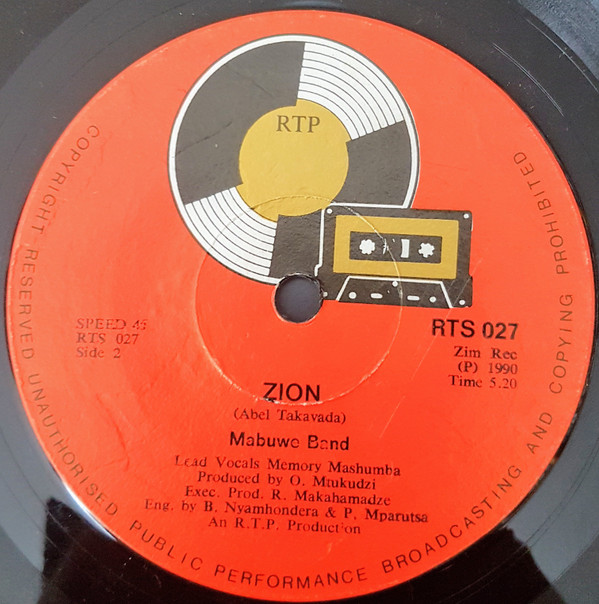 RTP
SPEED 45
RTS 027
Side 2
RTS 027
Zim Rec
(P) 1990
Time 5.20
ZION
(Abel Takavada)
Mabuwe Band
Lead Vocals Memory Mashumba
Produced by O. Mtukudzi
Exec. Prod. R. Makahamadze
Eng. by B. Nyamhondera & P. Mparutsa
An R.T.P. Production
COPYRIGHT RESERVED UNAUTHORISED PUBLIC PERFORMANCE BROADCASTING AND COPYING PROHIBITED